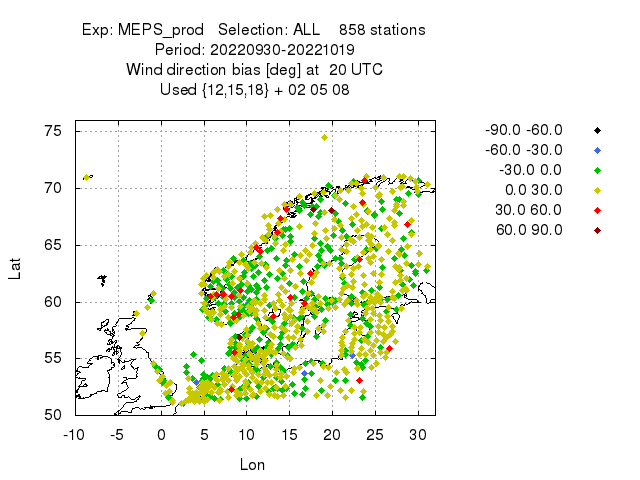 Exp: MEPS_prod   Selection: ALL    858 stations
Period: 20220930-20221019
Wind direction bias [deg] at  20 UTC
Used {12,15,18} + 02 05 08
75
70
65
60
55
50
Lat
-10 -5 0 5 10 15 20 25 30
Lon
-90.0 -60.0
-60.0 -30.0
-30.0 0.0
0.0 30.0
30.0 60.0
60.0 90.0